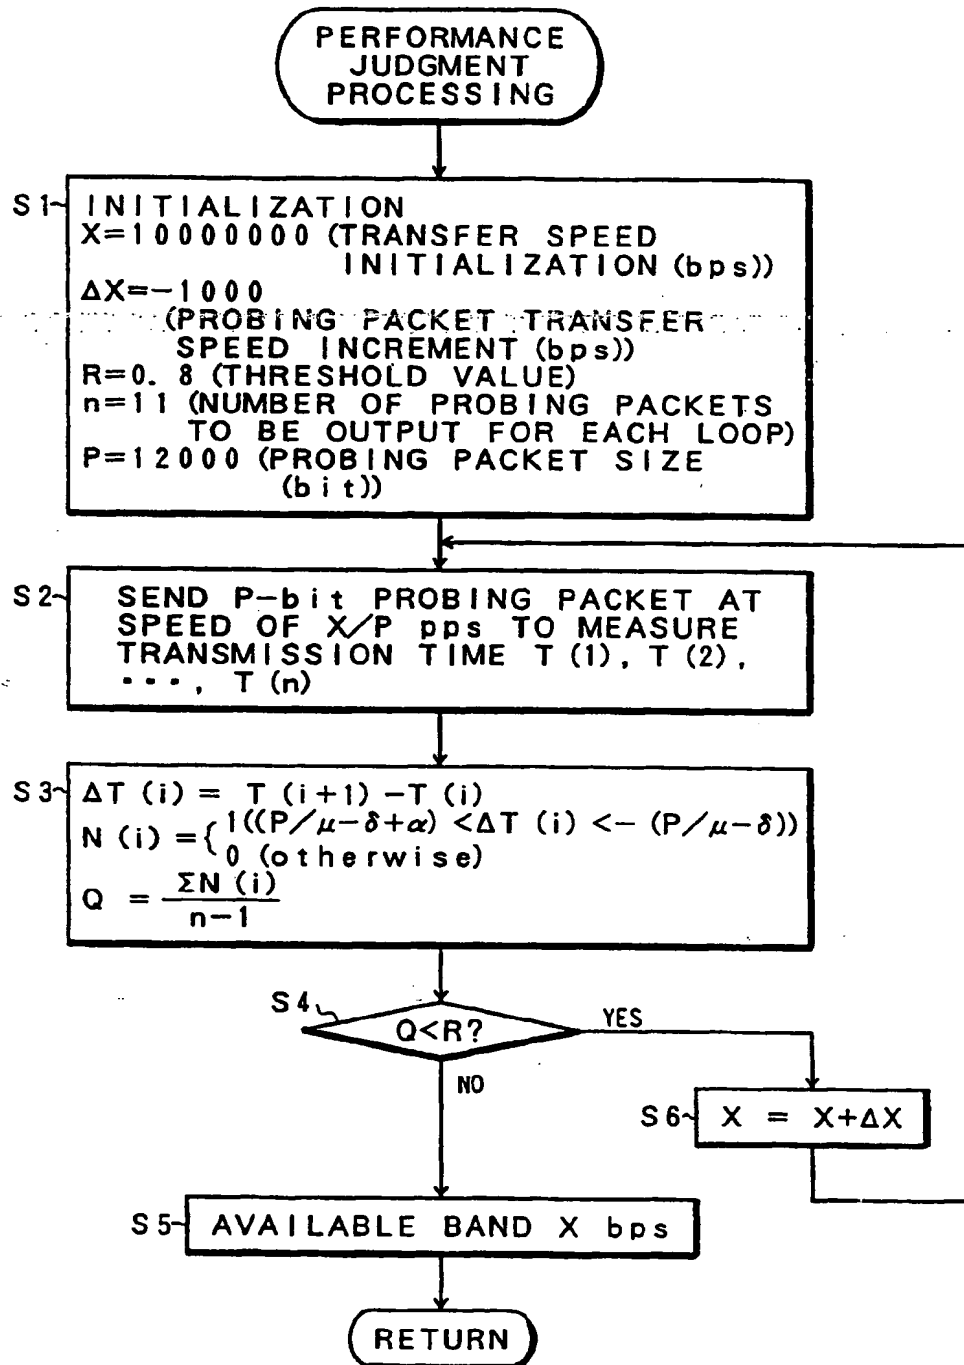 PERFORMANCE
JUDGMENT
PROCESSING
S1
INITIALIZATION
X=10000000 (TRANSFER SPEED
INITIALIZATION (bps))
ΔX=-1000
(PROBING PACKET TRANSFER
SPEED INCREMENT (bps))
R=0.8 (THRESHOLD VALUE)
n=11 (NUMBER OF PROBING PACKETS
TO BE OUTPUT FOR EACH LOOP)
P=12000 (PROBING PACKET SIZE
(bit))
S2
SEND P-bit PROBING PACKET AT
SPEED OF X/P pps TO MEASURE
TRANSMISSION TIME T(1), T(2),
···, T(n)
S3
ΔT(i) = T(i+1)-T(i)
N(i) ={1((P/μ-δ+α) <ΔT(i) <-(P/μ-δ))
0 (otherwise)
Q = ΣN(i)
n-1
S4
Q<R?
YES
NO
S6
X = X+ΔX
S5
AVAILABLE BAND X bps
RETURN